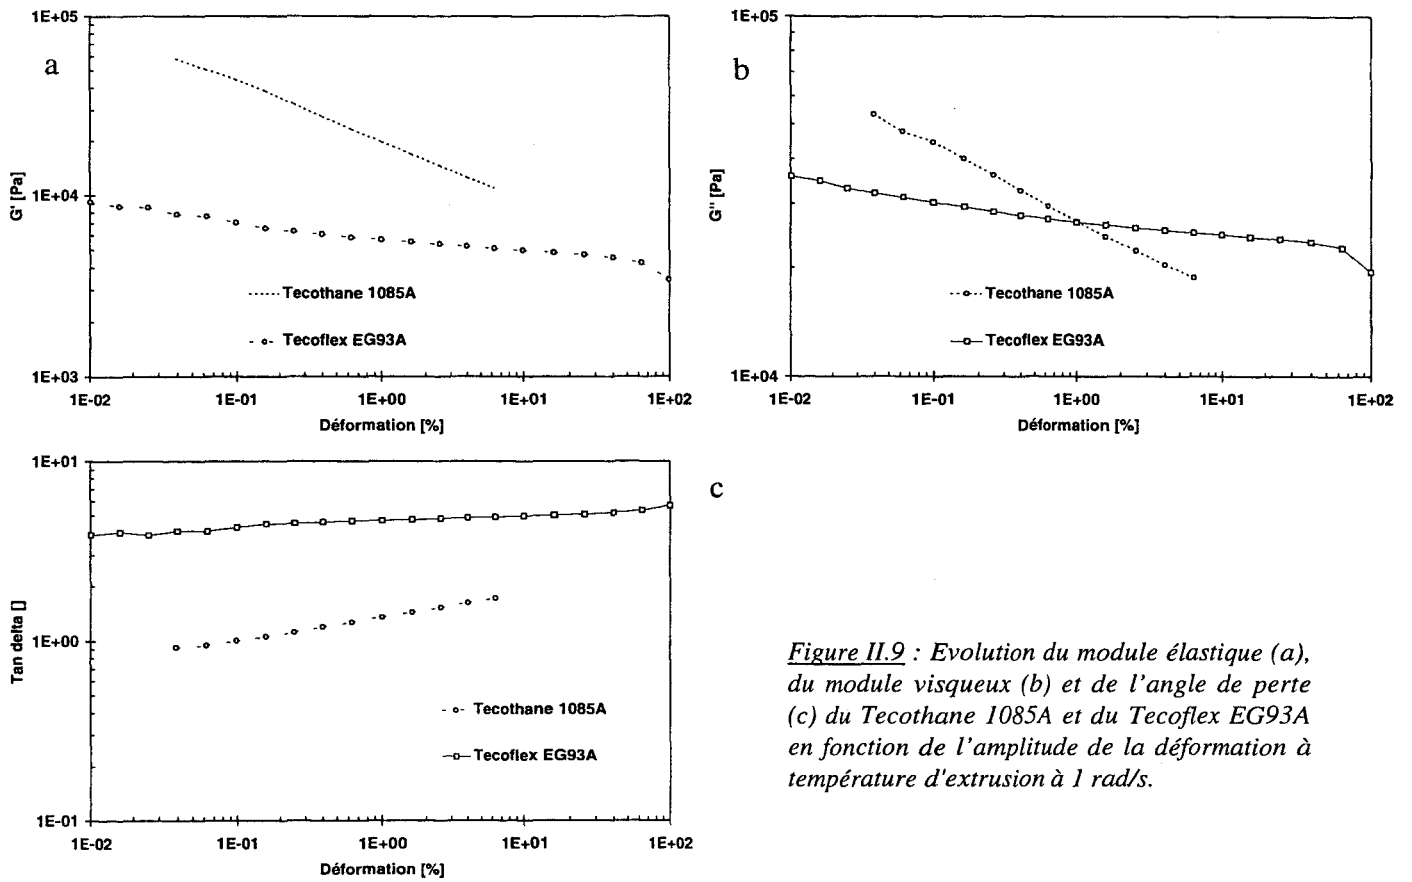 1E+05
a
G' [Pa]
1E+04
Tecothane 1085A
Tecoflex EG93A
1E+03
1E-02 1E-01 1E+00 1E+01 1E+02
Déformation [%]
1E+05
b
G'' [Pa]
Tecothane 1085A
Tecoflex EG93A
1E+04
1E-02 1E-01 1E+00 1E+01 1E+02
Déformation [%]
1E+01
c
Tan delta []
1E+00
Tecothane 1085A
Tecoflex EG93A
1E-01
1E-02 1E-01 1E+00 1E+01 1E+02
Déformation [%]
Figure II.9 : Evolution du module élastique (a),
du module visqueux (b) et de l'angle de perte
(c) du Tecothane 1085A et du Tecoflex EG93A
en fonction de l'amplitude de la déformation à
température d'extrusion à 1 rad/s.